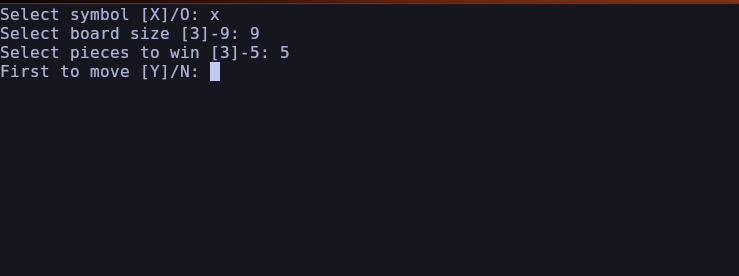 Select symbol [X]/O: x
Select board size [3]-9: 9
Select pieces to win [3]-5: 5
First to move [Y]/N: